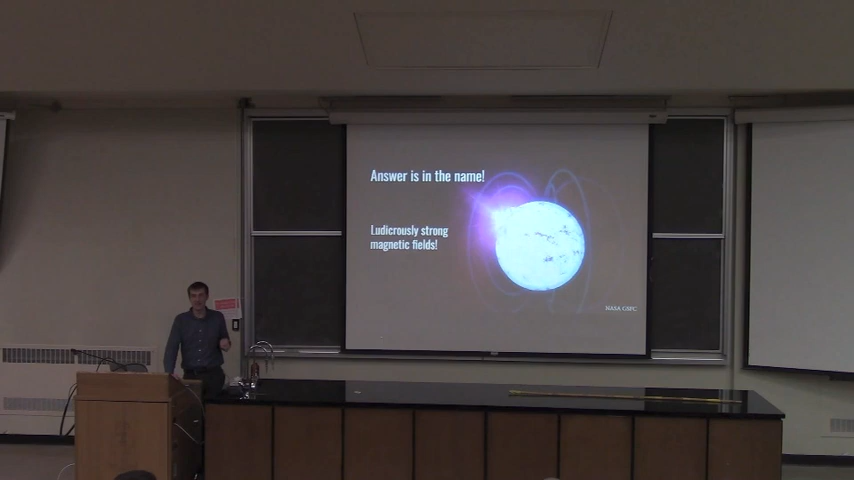 Answer is in the name!
Ludicrously strong
magnetic fields!
NASA GSFC